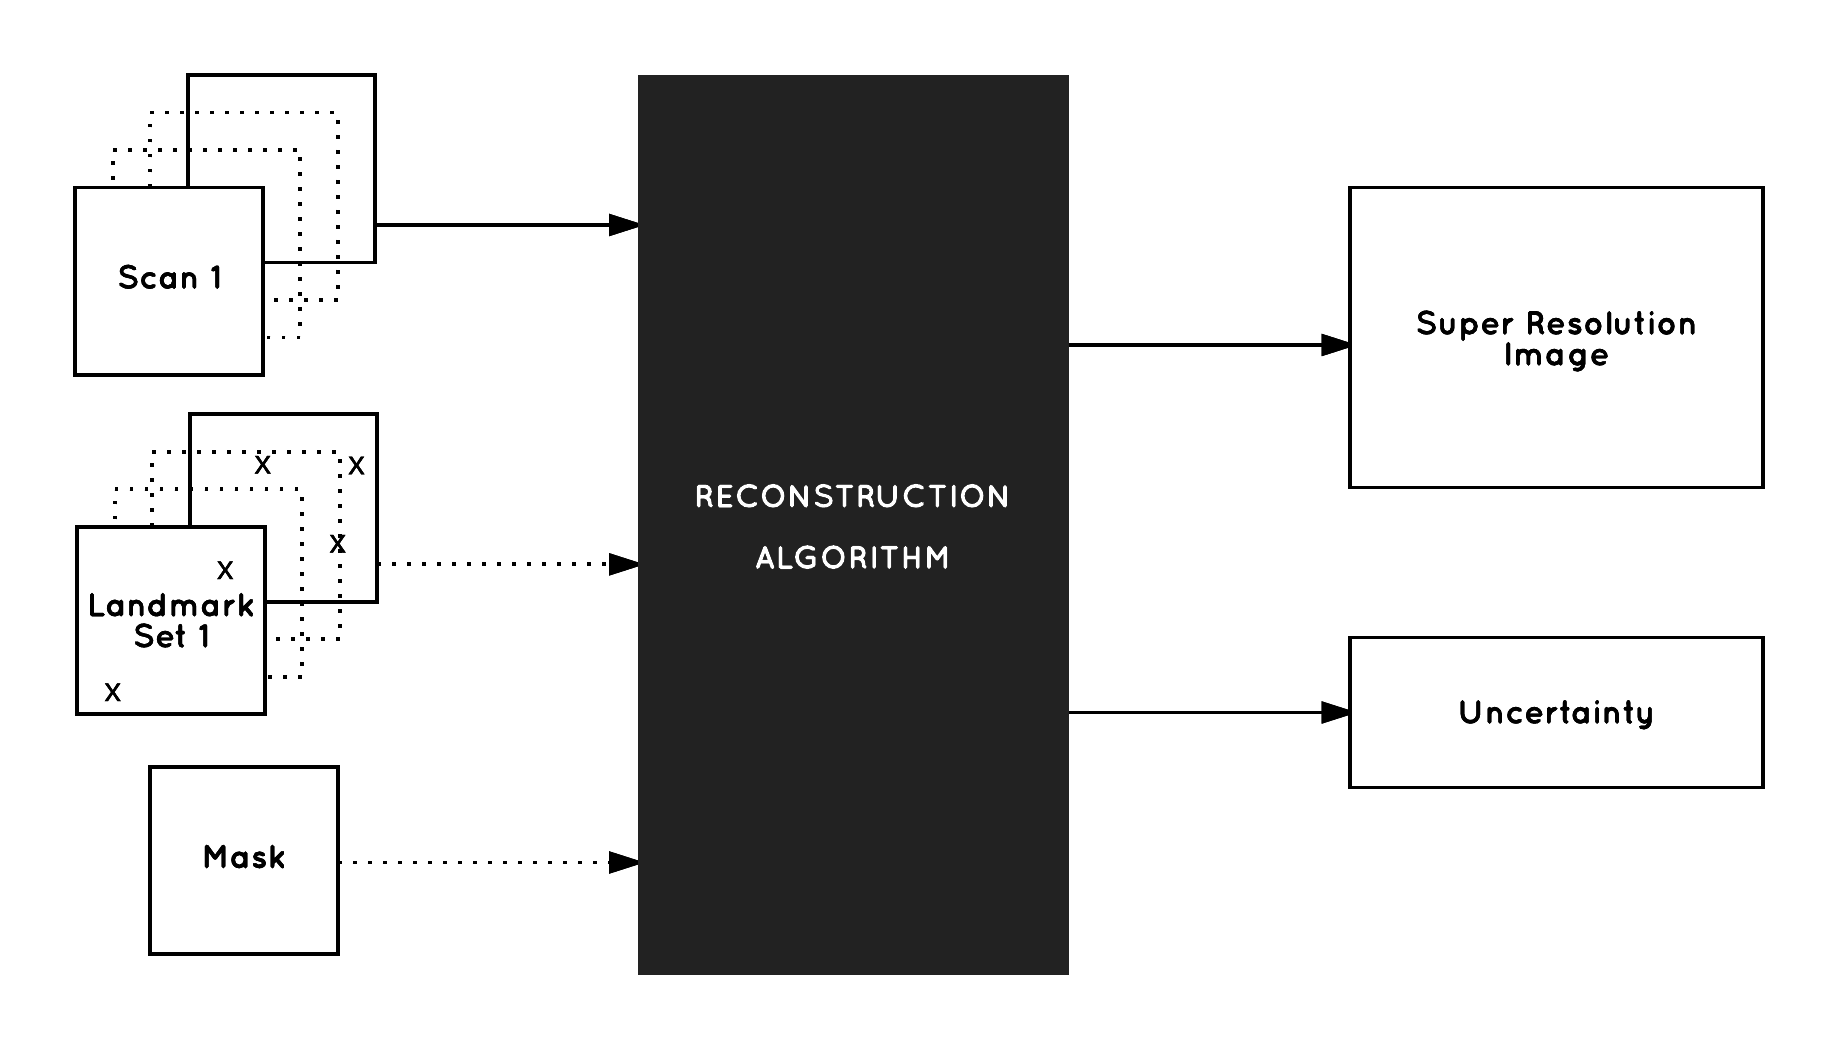 Scan 1
x
x
x
x
Landmark
Set 1
x
Mask
RECONSTRUCTION
ALGORITHM
Super Resolution
Image
Uncertainty